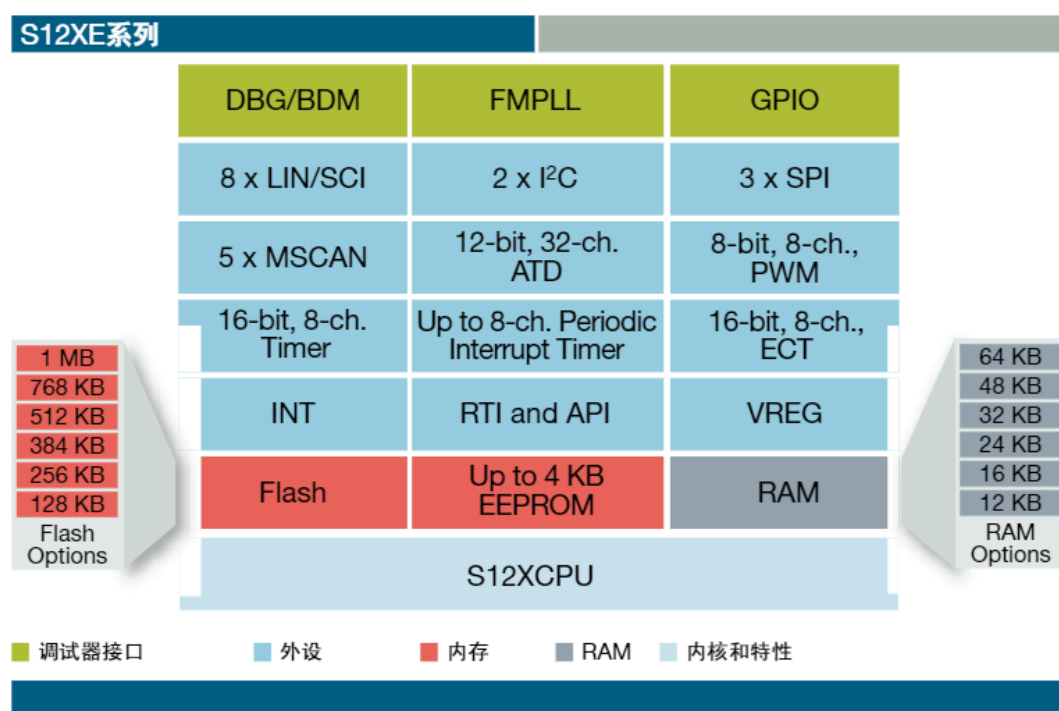 S12XE系列
DBG/BDM
FMPLL
GPIO
8 x LIN/SCI
2 x I²C
3 x SPI
5 x MSCAN
12-bit, 32-ch.
ATD
8-bit, 8-ch.,
PWM
16-bit, 8-ch.
Timer
Up to 8-ch. Periodic
Interrupt Timer
16-bit, 8-ch.,
ECT
INT
RTI and API
VREG
Flash
Up to 4 KB
EEPROM
RAM
S12XCPU
1 MB
768 KB
512 KB
384 KB
256 KB
128 KB
Flash
Options
64 KB
48 KB
32 KB
24 KB
16 KB
12 KB
RAM
Options
调试器接口
外设
内存
RAM
内核和特性